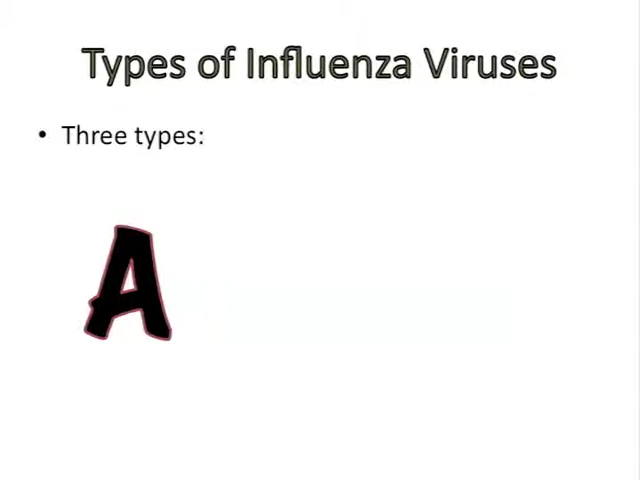 Types of Influenza Viruses
• Three types:
A